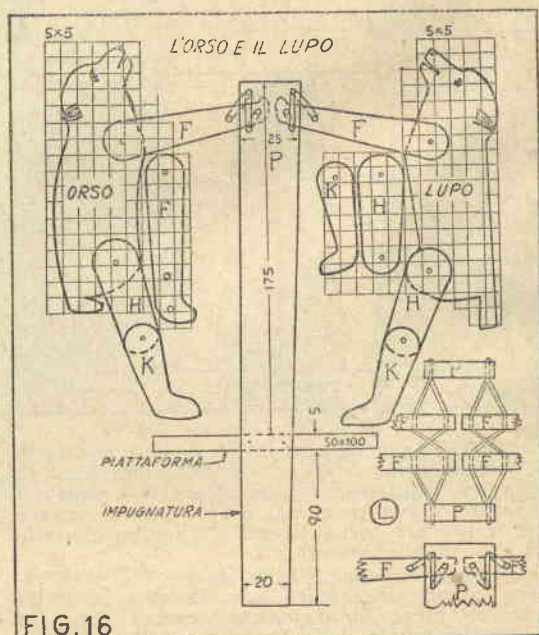 5×5
L'ORSO E IL LUPO
5×5
F
F
25
P
ORSO
F
K
H
LUPO
175
H
H
K
K
P
5
F
F
50×100
PIATTAFORMA
F
F
IMPUGNATURA
90
L
P
F
F
P
20
FIG. 16